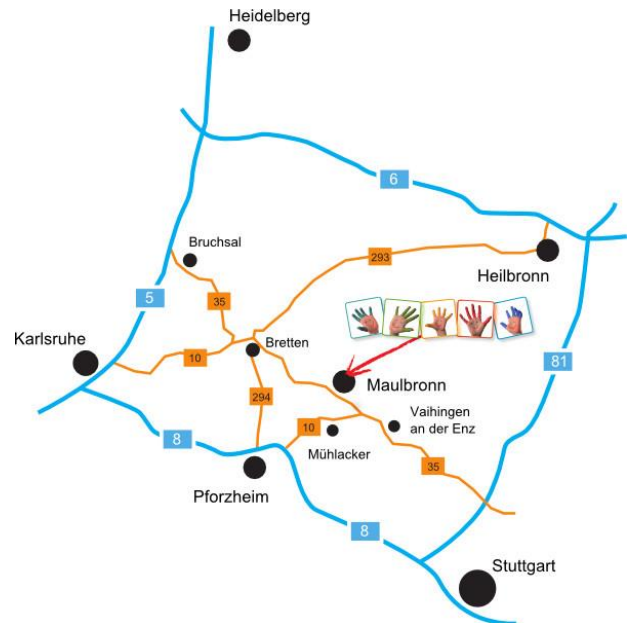 Heidelberg
6
Bruchsal
293
Heilbronn
5
35
Karlsruhe
Bretten
10
81
Maulbronn
294
Vaihingen
an der Enz
10
8
Mühlacker
35
Pforzheim
8
Stuttgart